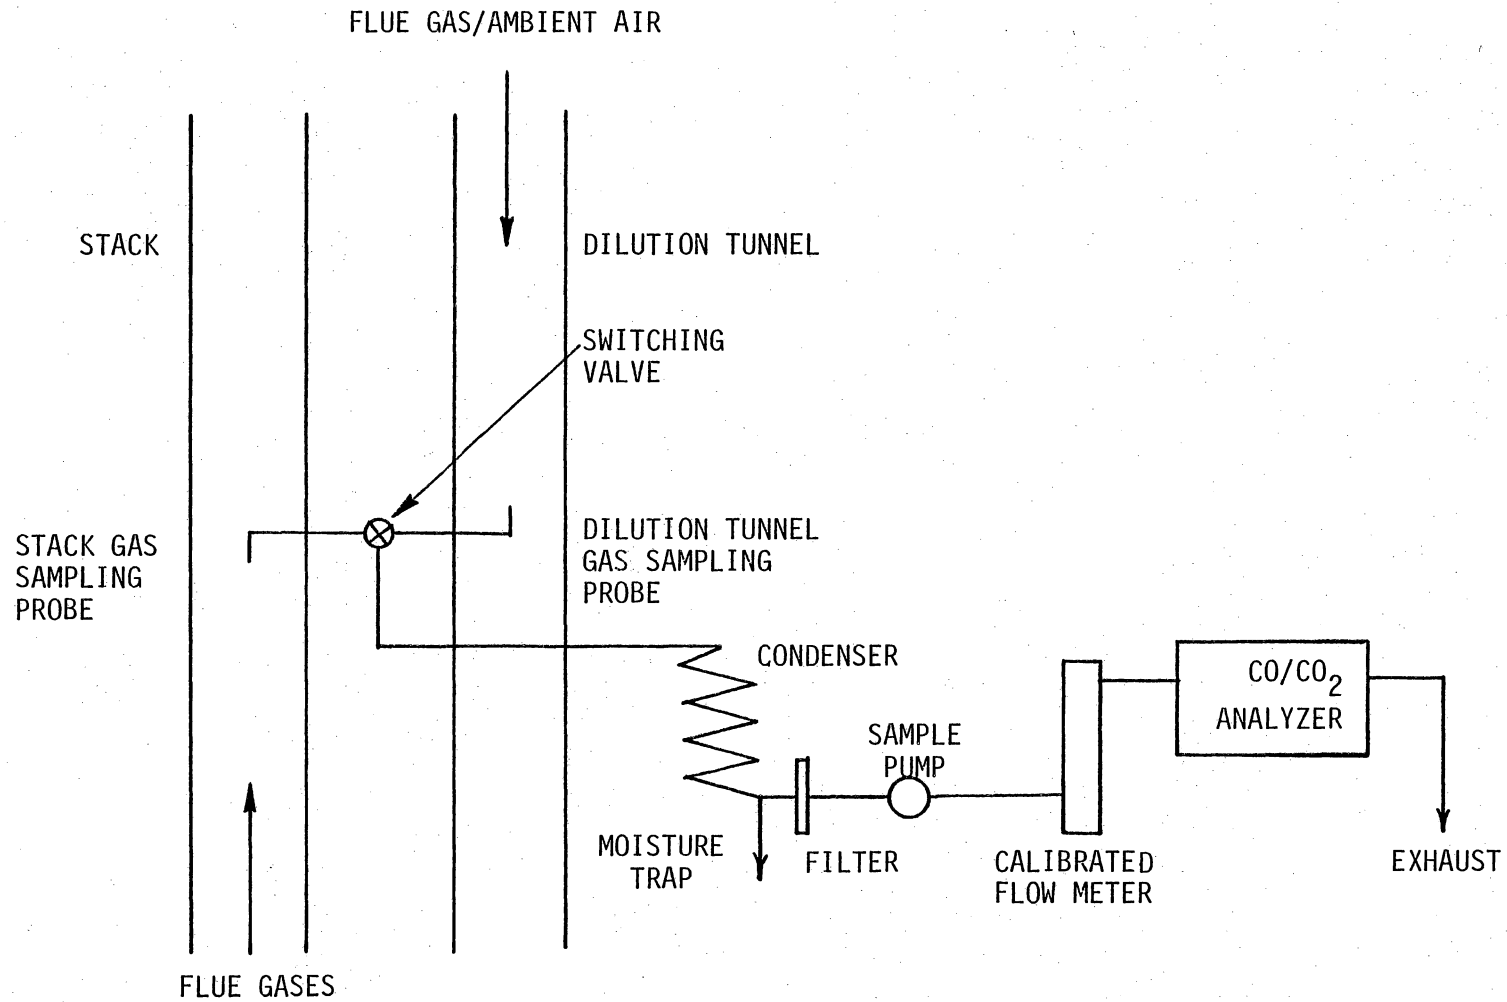 FLUE GAS/AMBIENT AIR
STACK
DILUTION TUNNEL
SWITCHING
VALVE
STACK GAS
SAMPLING
PROBE
DILUTION TUNNEL
GAS SAMPLING
PROBE
CONDENSER
CO/CO2
ANALYZER
SAMPLE
PUMP
MOISTURE
TRAP
FILTER
CALIBRATED
FLOW METER
EXHAUST
FLUE GASES